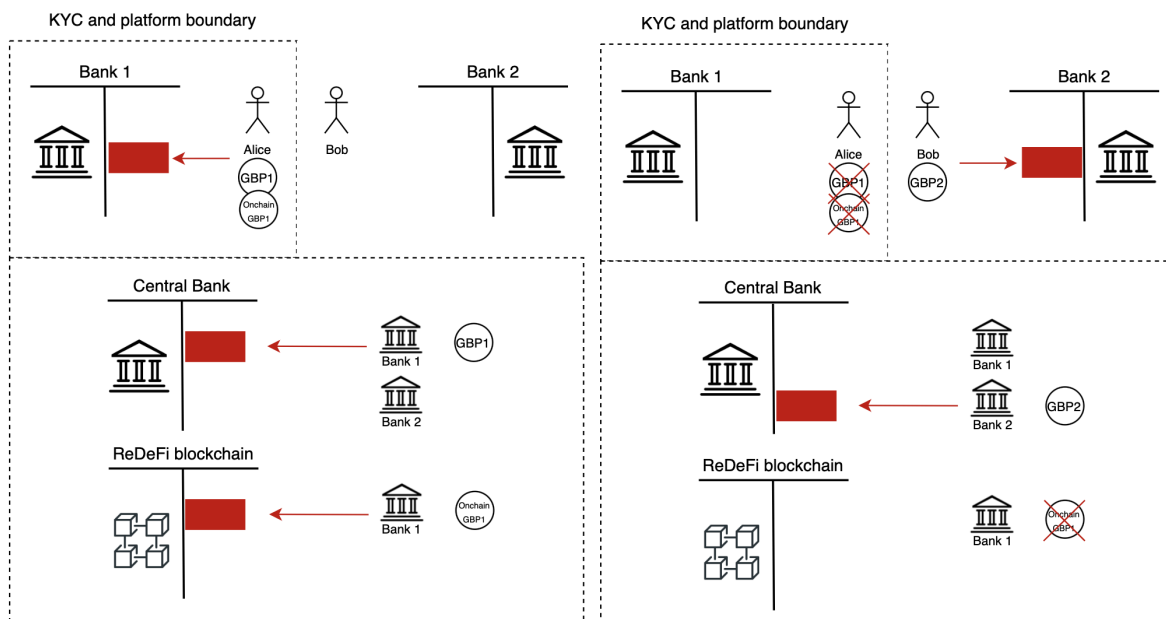 KYC and platform boundary
Bank 1
Bank 2
Alice
Bob
GBP1
Onchain
GBP1
Central Bank
Bank 1
GBP1
Bank 2
ReDeFi blockchain
Bank 1
Onchain
GBP1
KYC and platform boundary
Bank 1
Bank 2
Alice
Bob
GBP1
GBP2
Onchain
GBP1
Central Bank
Bank 1
Bank 2
GBP2
ReDeFi blockchain
Bank 1
Onchain
GBP1